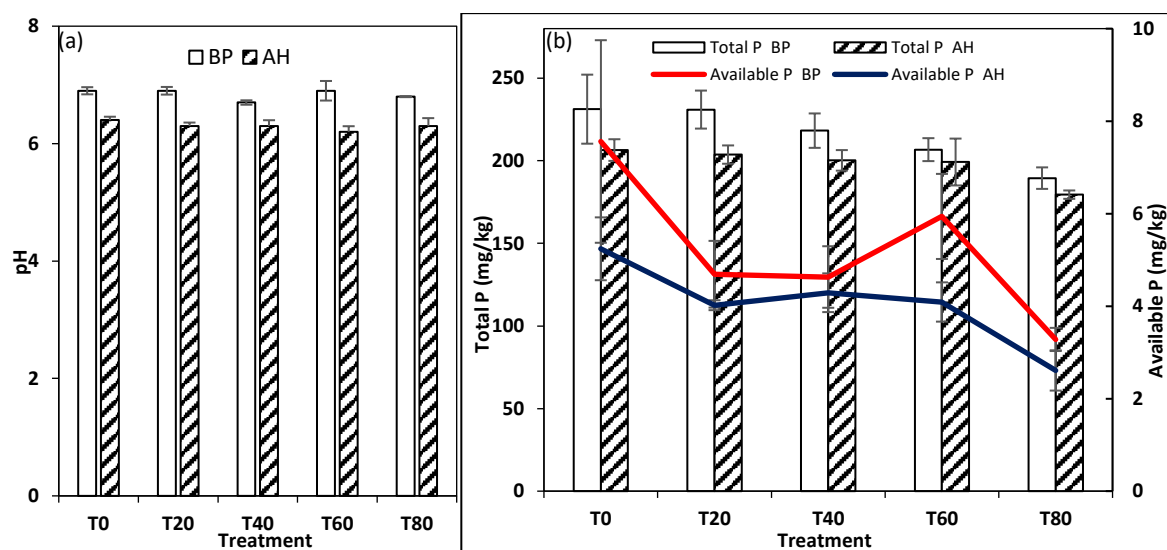 (a)
BP AH
8
6
4
2
0
pH
T0 T20 T40 T60 T80
Treatment
(b)
Total P BP Total P AH
Available P BP Available P AH
250
200
150
100
50
0
Total P (mg/kg)
10
8
6
4
2
0
Available P (mg/kg)
T0 T20 T40 T60 T80
Treatment